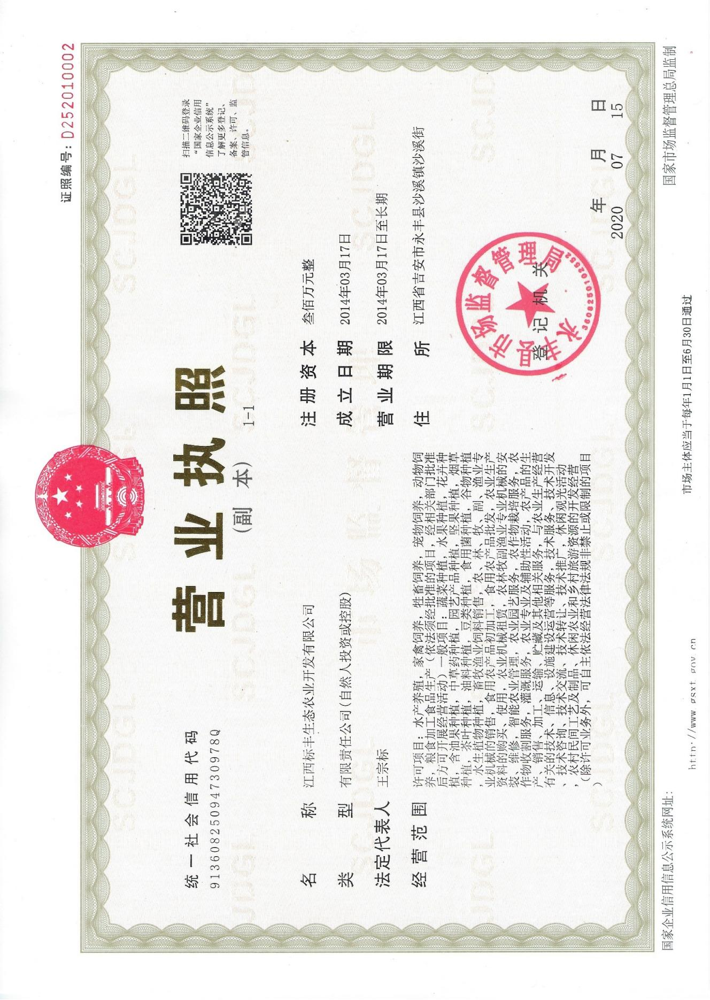 证照编号：D252010002
营业执照
(副 本)
1-1
统一社会信用代码
91360825094730978Q
扫描二维码登录
“国家企业信用
信息公示系统”
了解更多登记、
备案、许可、监
管信息。
名 称 江西标丰生态农业开发有限公司
类 型 有限责任公司(自然人投资或控股)
法定代表人 王宗标
经营范围 许可项目：水产养殖，家禽饲养，牲畜饲养，宠物饲养，动物饲
养，粮食加工食品生产（依法须经批准的项目，经相关部门批准
后方可开展经营活动）一般项目：蔬菜种植，水果种植，花卉种
植，含油果种植，中草药种植，园艺产品种植，坚果种植，烟草
种植，茶叶种植，油料种植，豆类种植，食用菌种植，谷物种植
，水生植物种植，畜牧渔业饲料销售，农、林、牧、副、渔业专
业机械的销售，食用农产品初加工，食用农产品批发，农业生产
资料的购买、使用，农业机械租赁，农林牧副渔业专业机械的安
装、维修，智能农业管理，农业园艺服务，农作物栽培服务，农
作物收割服务，灌溉服务，农业专业及辅助性活动，农产品的生
产、销售、加工、运输、贮藏及其他相关服务，与农业生产经营
有关的技术、信息、设施建设运营等服务，技术服务、技术开发
、技术咨询、技术交流、技术转让、技术推广，休闲观光活动
，农村民间工艺及制品、休闲农业和乡村旅游资源的开发经营
，（除许可业务外，可自主依法经营法律法规非禁止或限制的项目
）
注册资本 叁佰万元整
成立日期 2014年03月17日
营业期限 2014年03月17日至长期
住 所 江西省吉安市永丰县沙溪镇沙溪街
登记机关
永丰县市场监督管理局
3608250102552
年 月 日
2020 07 15
国家企业信用信息公示系统网址：
http://www.gsxt.gov.cn
市场主体应当于每年1月1日至6月30日通过
国家市场监督管理总局监制